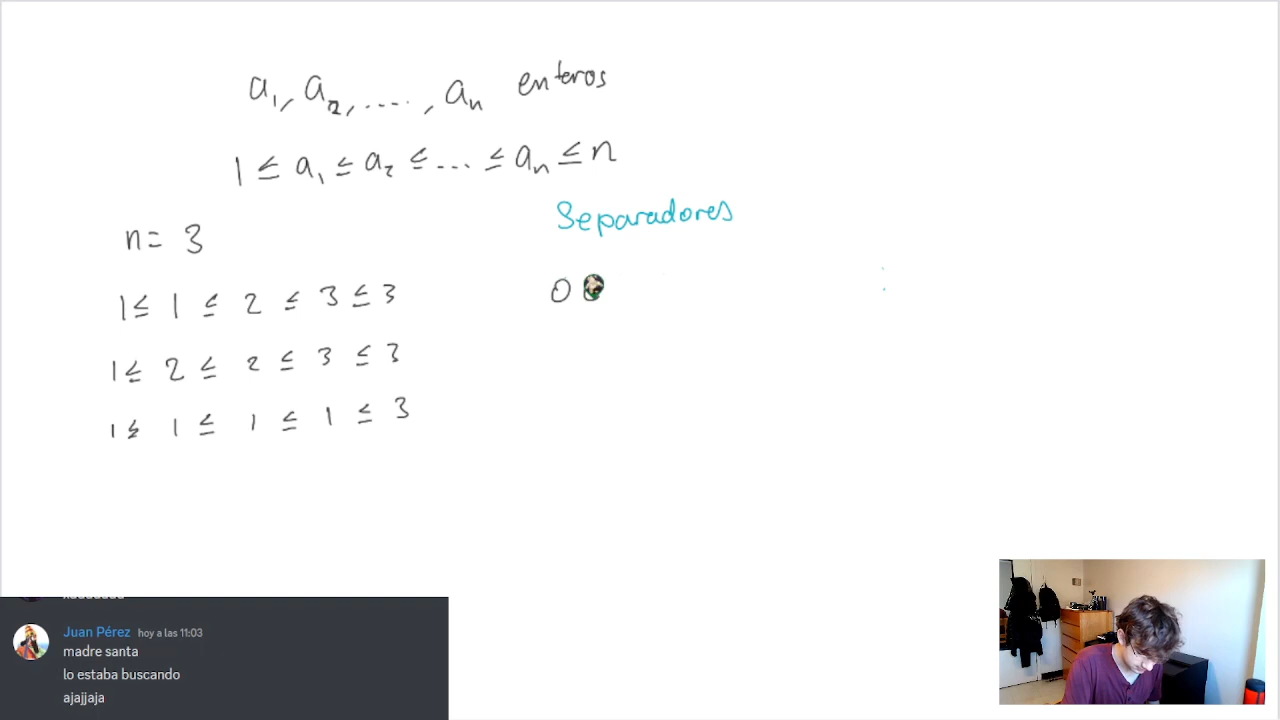 a₁, a₂, ...., aₙ enteros
1 ≤ a₁ ≤ a₂ ≤ ... ≤ aₙ ≤ n
Separadores
n = 3
1 ≤ 1 ≤ 2 ≤ 3 ≤ 3
O
1 ≤ 2 ≤ 2 ≤ 3 ≤ 3
1 ≤ 1 ≤ 1 ≤ 1 ≤ 3
Juan Pérez hoy a las 11:03
madre santa
lo estaba buscando
ajajjaja